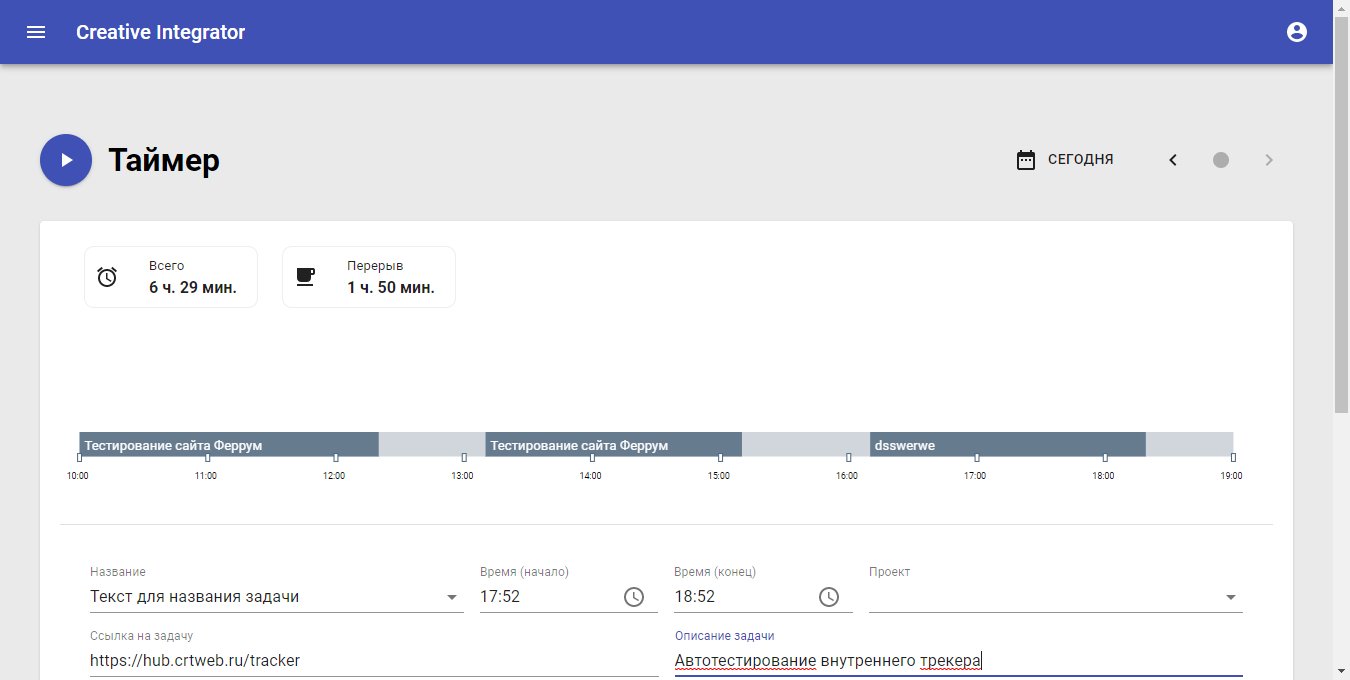 Creative Integrator
Таймер
СЕГОДНЯ
Всего
6 ч. 29 мин.
Перерыв
1 ч. 50 мин.
Тестирование сайта Феррум
Тестирование сайта Феррум
dsswerwe
10:00 11:00 12:00 13:00 14:00 15:00 16:00 17:00 18:00 19:00
Название
Время (начало)
Время (конец)
Проект
Текст для названия задачи
17:52
18:52
Ссылка на задачу
Описание задачи
https://hub.crtweb.ru/tracker
Автотестирование внутреннего трекера